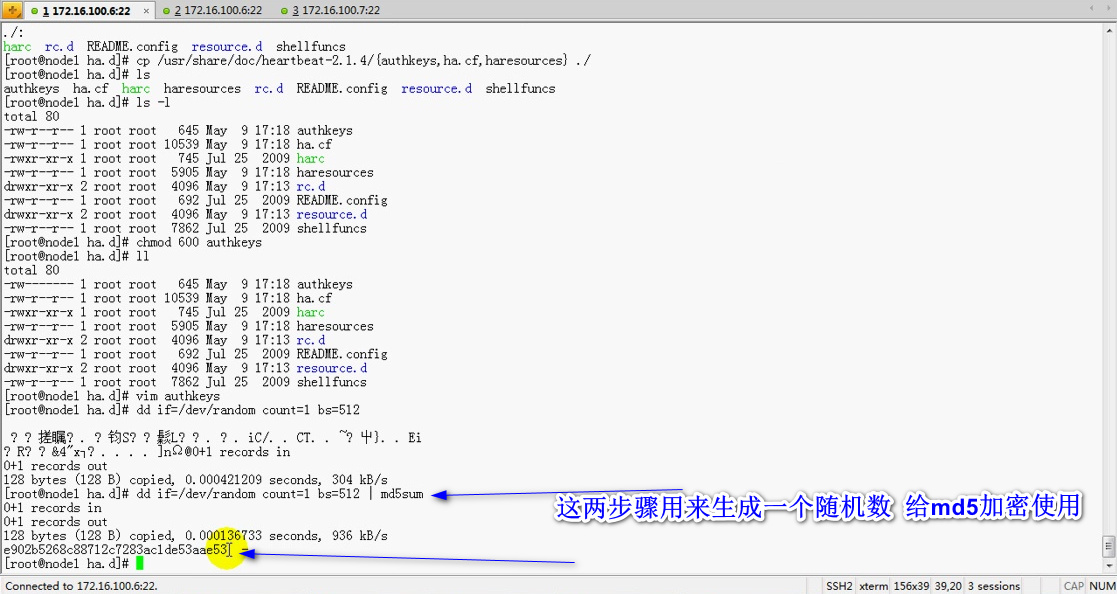 1 172.16.100.6:22 × 2 172.16.100.6:22 3 172.16.100.7:22
./:
harc rc.d README.config resource.d shellfuncs
[root@node1 ha.d]# cp /usr/share/doc/heartbeat-2.1.4/{authkeys,ha.cf,haresources} ./
[root@node1 ha.d]# ls
authkeys ha.cf harc haresources rc.d README.config resource.d shellfuncs
[root@node1 ha.d]# ls -l
total 80
-rw-r--r-- 1 root root 645 May 9 17:18 authkeys
-rw-r--r-- 1 root root 10539 May 9 17:18 ha.cf
-rwxr-xr-x 1 root root 745 Jul 25 2009 harc
-rw-r--r-- 1 root root 5905 May 9 17:18 haresources
drwxr-xr-x 2 root root 4096 May 9 17:13 rc.d
-rw-r--r-- 1 root root 692 Jul 25 2009 README.config
drwxr-xr-x 2 root root 4096 May 9 17:13 resource.d
-rw-r--r-- 1 root root 7862 Jul 25 2009 shellfuncs
[root@node1 ha.d]# chmod 600 authkeys
[root@node1 ha.d]# ll
total 80
-rw------- 1 root root 645 May 9 17:18 authkeys
-rw-r--r-- 1 root root 10539 May 9 17:18 ha.cf
-rwxr-xr-x 1 root root 745 Jul 25 2009 harc
-rw-r--r-- 1 root root 5905 May 9 17:18 haresources
drwxr-xr-x 2 root root 4096 May 9 17:13 rc.d
-rw-r--r-- 1 root root 692 Jul 25 2009 README.config
drwxr-xr-x 2 root root 4096 May 9 17:13 resource.d
-rw-r--r-- 1 root root 7862 Jul 25 2009 shellfuncs
[root@node1 ha.d]# vim authkeys
[root@node1 ha.d]# dd if=/dev/random count=1 bs=512
0+1 records in
0+1 records out
128 bytes (128 B) copied, 0.000421209 seconds, 304 kB/s
[root@node1 ha.d]# dd if=/dev/random count=1 bs=512 | md5sum
这两步骤用来生成一个随机数 给md5加密使用
0+1 records in
0+1 records out
128 bytes (128 B) copied, 0.000136733 seconds, 936 kB/s
e902b5268c88712c7283ac1de53aae53 -
[root@node1 ha.d]#
Connected to 172.16.100.6:22. SSH2 xterm 156x39 39,20 3 sessions CAP NUM